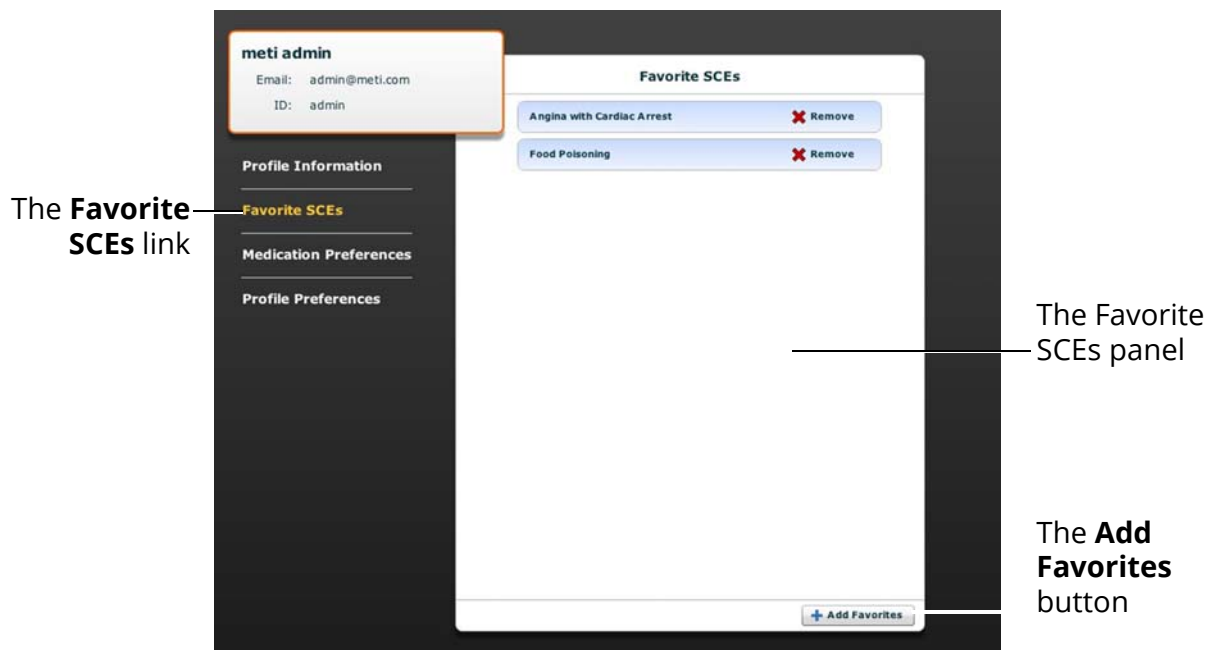 meti admin
Email: admin@meti.com
ID: admin
Favorite SCEs
Angina with Cardiac Arrest Remove
Food Poisoning Remove
Profile Information
Favorite SCEs
Medication Preferences
Profile Preferences
Add Favorites
The Favorite
SCEs link
The Favorite
SCEs panel
The Add
Favorites
button